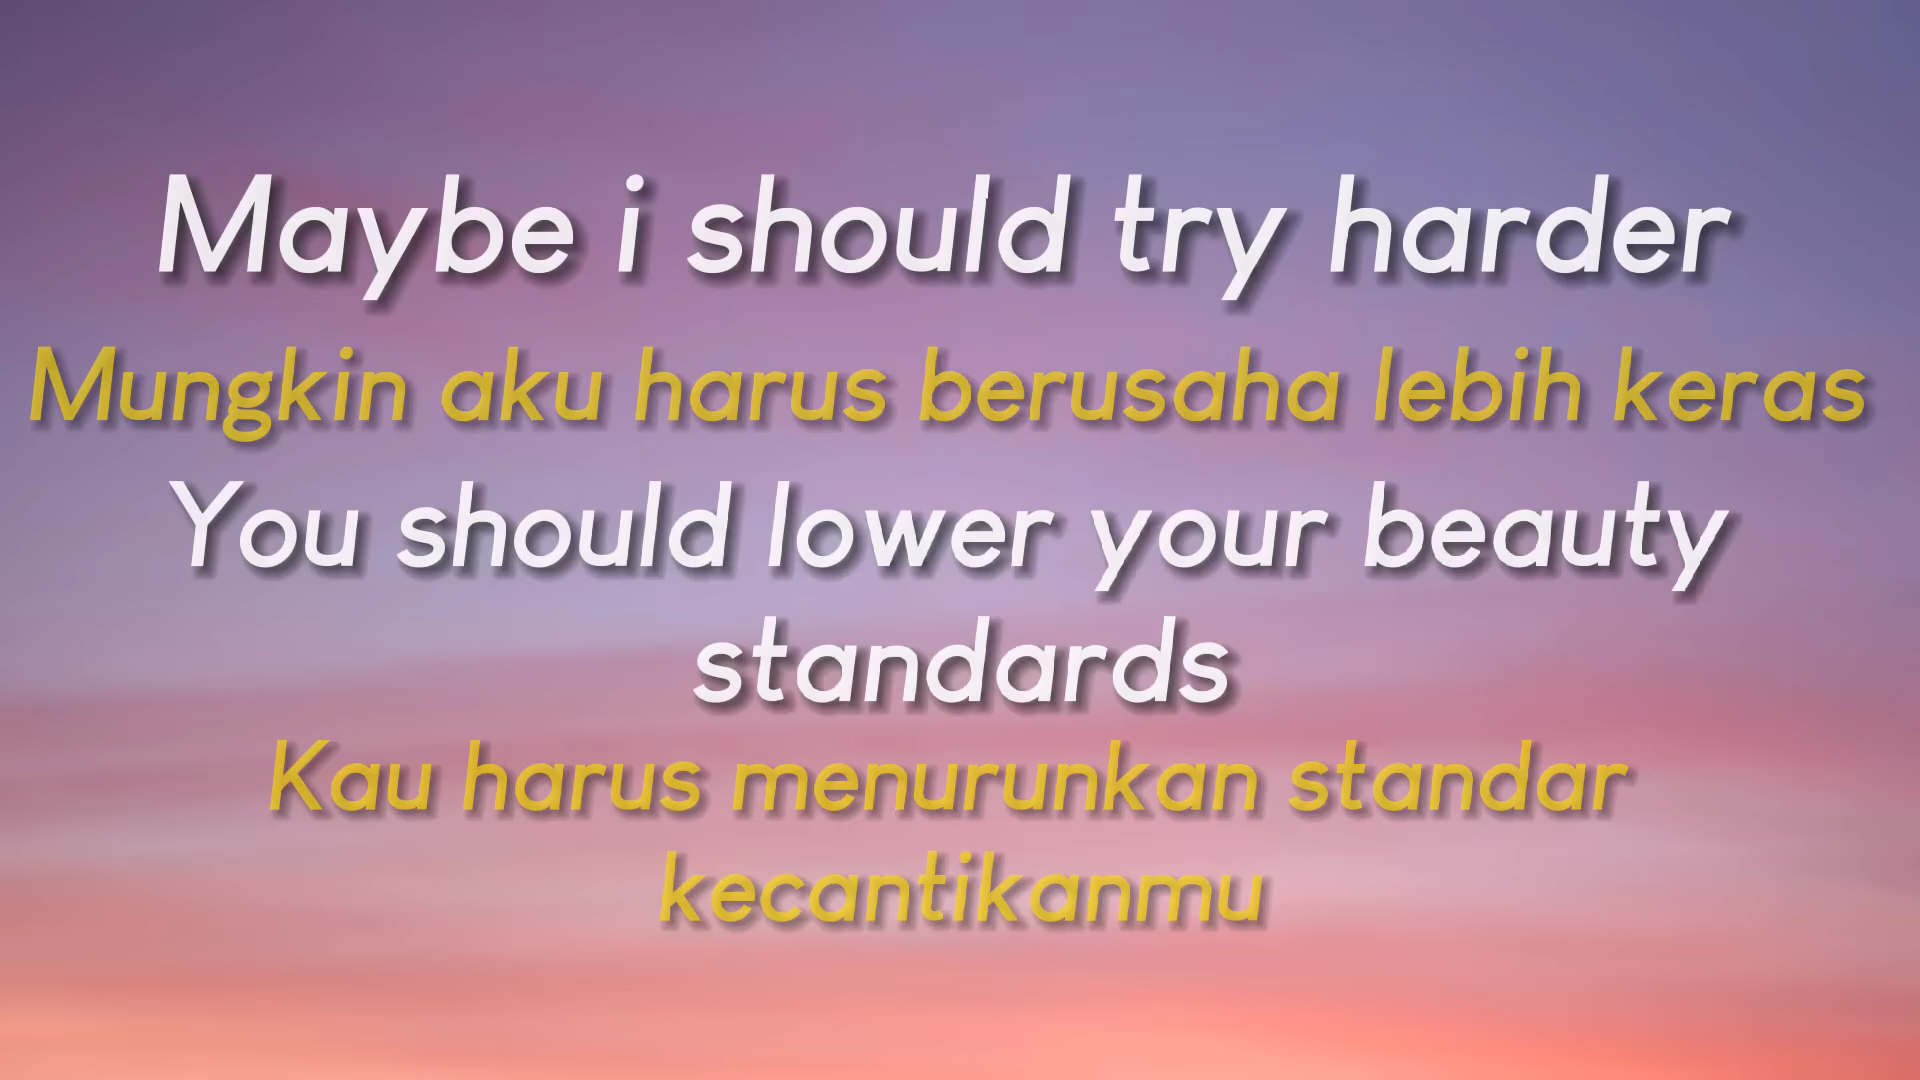 Maybe i should try harder
Mungkin aku harus berusaha lebih keras
You should lower your beauty
standards
Kau harus menurunkan standar
kecantikanmu